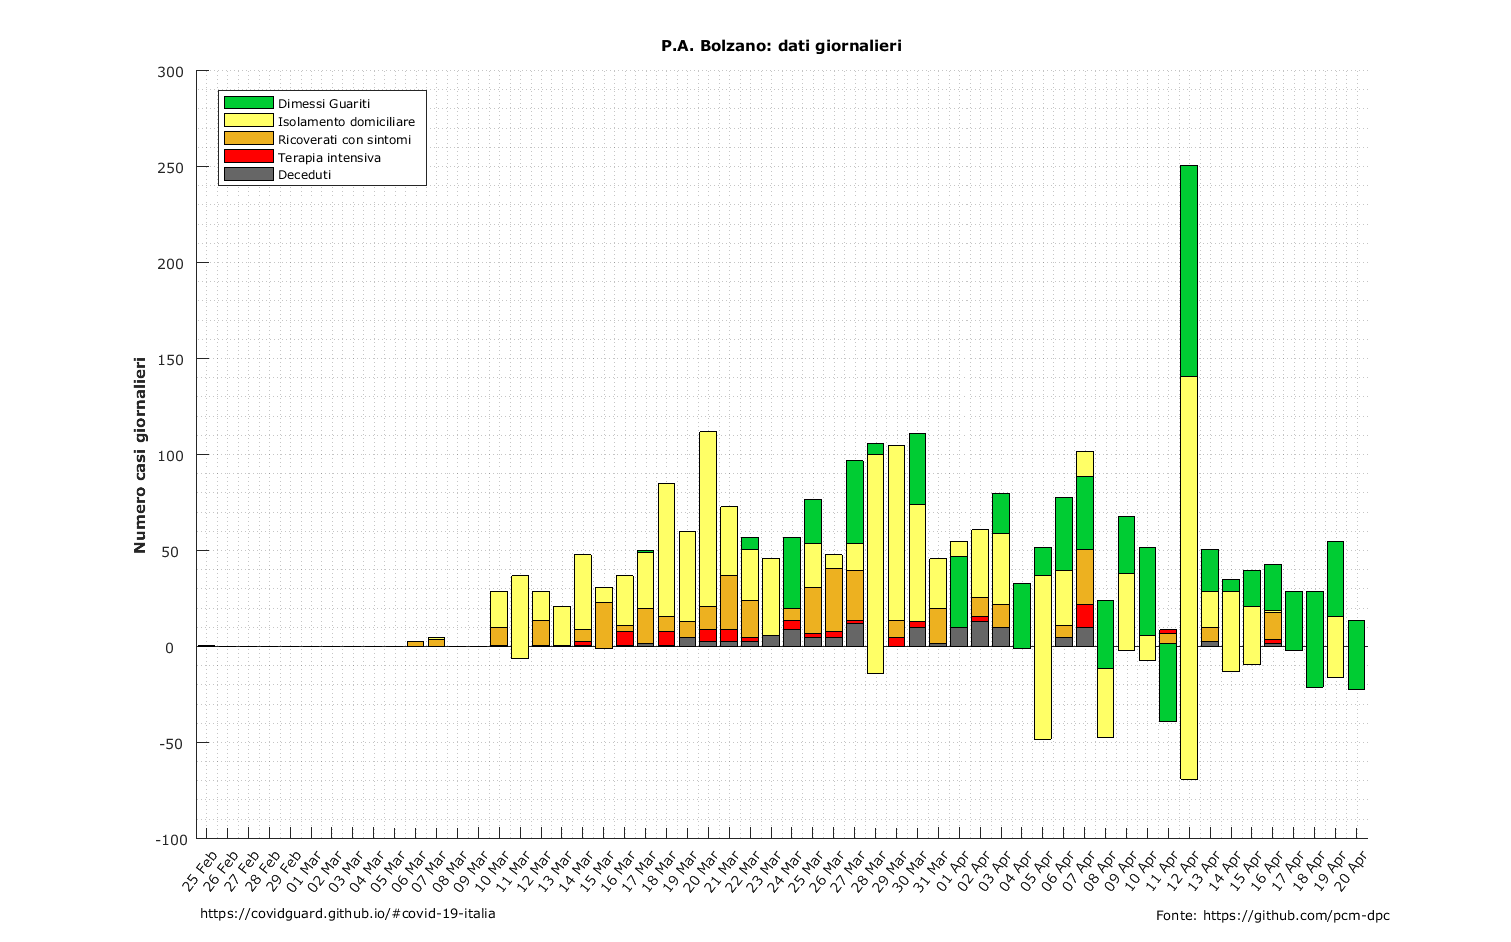 P.A. Bolzano: dati giornalieri
300
250
200
150
100
50
0
-50
-100
Numero casi giornalieri
Dimessi Guariti
Isolamento domiciliare
Ricoverati con sintomi
Terapia intensiva
Deceduti
25 Feb
26 Feb
27 Feb
28 Feb
29 Feb
01 Mar
02 Mar
03 Mar
04 Mar
05 Mar
06 Mar
07 Mar
08 Mar
09 Mar
10 Mar
11 Mar
12 Mar
13 Mar
14 Mar
15 Mar
16 Mar
17 Mar
18 Mar
19 Mar
20 Mar
21 Mar
22 Mar
23 Mar
24 Mar
25 Mar
26 Mar
27 Mar
28 Mar
29 Mar
30 Mar
31 Mar
01 Apr
02 Apr
03 Apr
04 Apr
05 Apr
06 Apr
07 Apr
08 Apr
09 Apr
10 Apr
11 Apr
12 Apr
13 Apr
14 Apr
15 Apr
16 Apr
17 Apr
18 Apr
19 Apr
20 Apr
https://covidguard.github.io/#covid-19-italia
Fonte: https://github.com/pcm-dpc